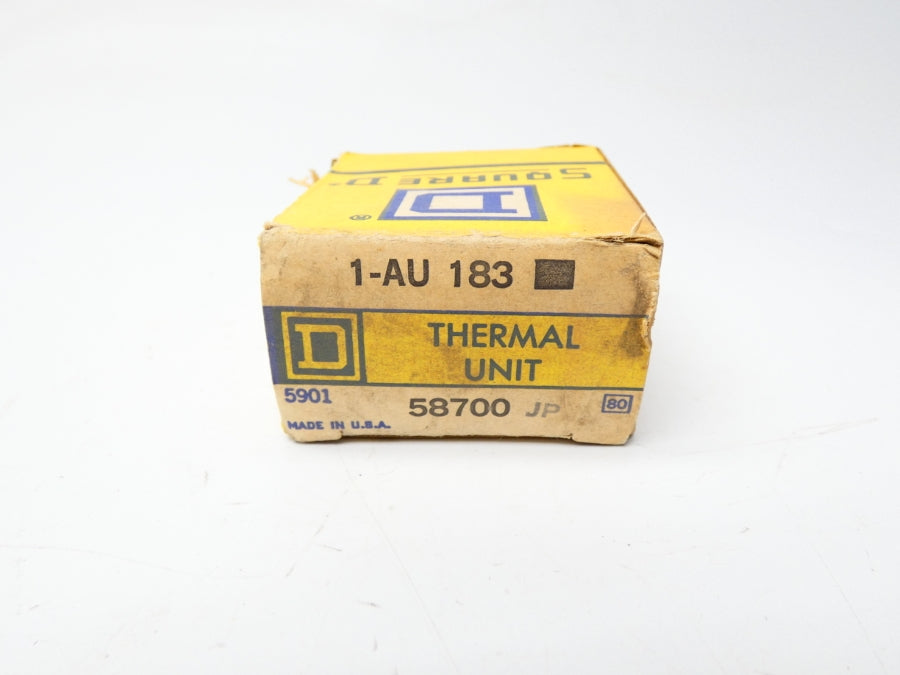 SQUARE D
D
®
1-AU 183
D
THERMAL
UNIT
5901
58700 JP
80
MADE IN U.S.A.